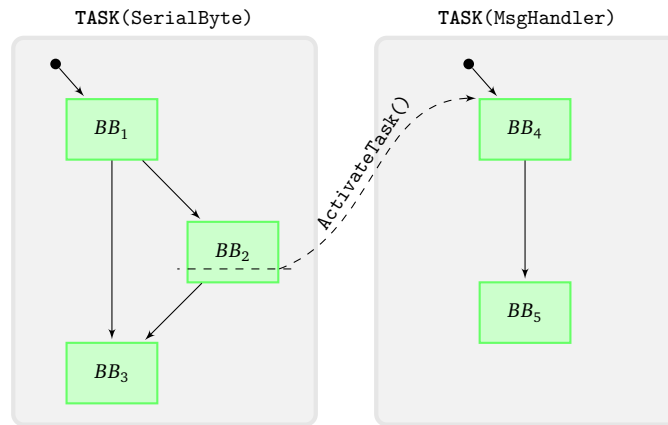 TASK(SerialByte)
TASK(MsgHandler)
BB₁
ActivateTask()
BB₄
BB₂
BB₅
BB₃